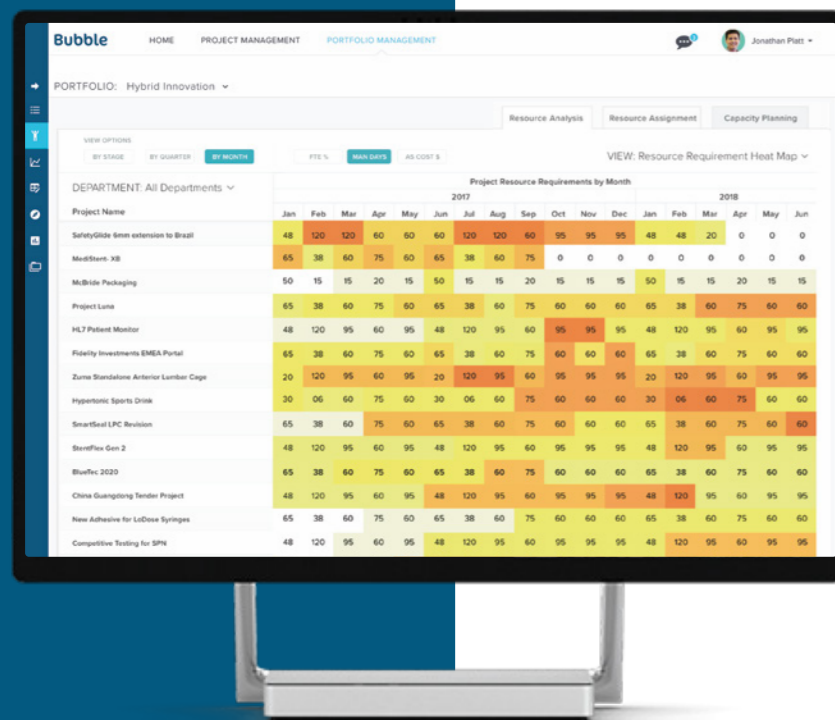 Bubble HOME PROJECT MANAGEMENT PORTFOLIO MANAGEMENT Jonathan Platt
PORTFOLIO: Hybrid Innovation
Resource Analysis Resource Assignment Capacity Planning
VIEW OPTIONS
BY STAGE BY QUARTER BY MONTH FTE % MAN DAYS AS COST $ VIEW: Resource Requirement Heat Map
DEPARTMENT: All Departments Project Resource Requirements by Month
2017 2018
Project Name Jan Feb Mar Apr May Jun Jul Aug Sep Oct Nov Dec Jan Feb Mar Apr May Jun
SafetyGlide 6mm extension to Brazil 48 120 120 60 60 60 120 120 60 95 95 95 48 48 20 0 0 0
MediStent- XB 65 38 60 75 60 65 38 60 75 0 0 0 0 0 0 0 0 0
McBride Packaging 50 15 15 20 15 50 15 15 20 15 15 15 50 15 15 20 15 15
Project Luna 65 38 60 75 60 65 38 60 75 60 60 60 65 38 60 75 60 60
HL7 Patient Monitor 48 120 95 60 95 48 120 95 60 95 95 95 48 120 95 60 95 95
Fidelity Investments EMEA Portal 65 38 60 75 60 65 38 60 75 60 60 60 65 38 60 75 60 60
Zuma Standalone Anterior Lumber Cage 20 120 95 60 95 20 120 95 60 95 95 95 20 120 95 60 95 95
Hypertonic Sports Drink 30 06 60 75 60 30 06 60 75 60 60 60 30 06 60 75 60 60
SmartSeal LPC Revision 65 38 60 75 60 65 38 60 75 60 60 60 65 38 60 75 60 60
StentFlex Gen 2 48 120 95 60 95 48 120 95 60 95 95 95 48 120 95 60 95 95
BlueTec 2020 65 38 60 75 60 65 38 60 75 60 60 60 65 38 60 75 60 60
China Guangdong Tender Project 48 120 95 60 95 48 120 95 60 95 95 95 48 120 95 60 95 95
New Adhesive for LoDose Syringes 65 38 60 75 60 65 38 60 75 60 60 60 65 38 60 75 60 60
Competitive Testing for SPN 48 120 95 60 95 48 120 95 60 95 95 95 48 120 95 60 95 95